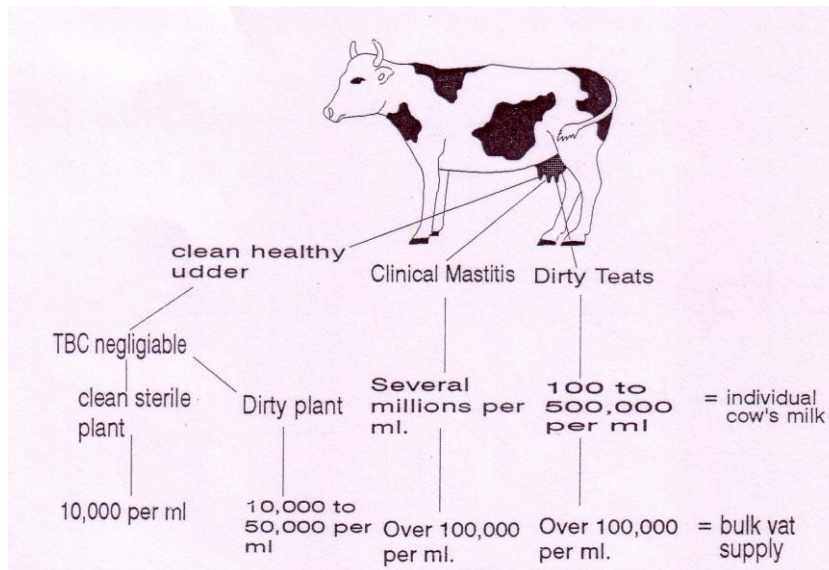 clean healthy
udder
Clinical Mastitis
Dirty Teats
TBC negligiable
clean sterile
plant
Dirty plant
Several
millions per
ml.
100 to
500,000
per ml
= individual
cow's milk
10,000 per ml
10,000 to
50,000 per
ml
Over 100,000
per ml.
Over 100,000
per ml.
= bulk vat
supply